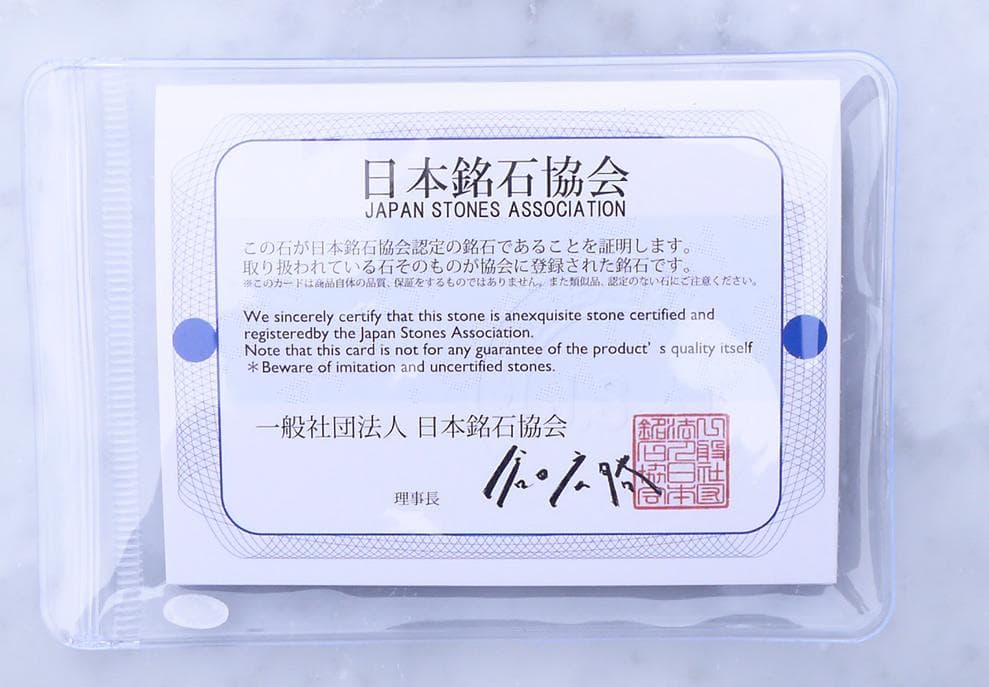 日本銘石協会
JAPAN STONES ASSOCIATION
この石が日本銘石協会認定の銘石であることを証明します。
取り扱われている石そのものが協会に登録された銘石です。
※このカードは商品自体の品質、保証をするものではありません。また類似品、認定のない石にご注意ください。
We sincerely certify that this stone is anexquisite stone certified and
registeredby the Japan Stones Association.
Note that this card is not for any guarantee of the product’s quality itself
＊Beware of imitation and uncertified stones.
一般社団法人 日本銘石協会
理事長